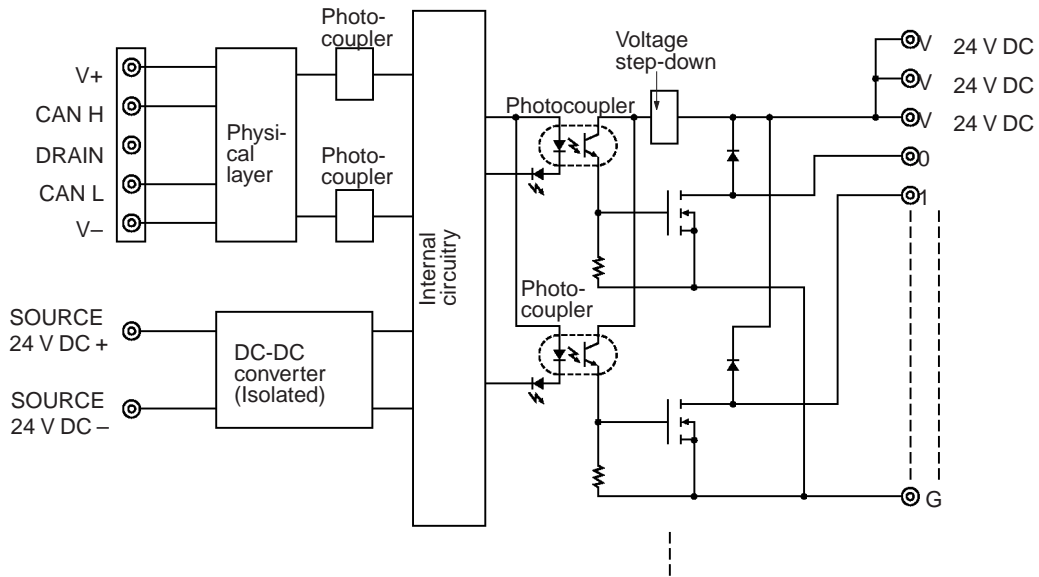 V+
CAN H
DRAIN
CAN L
V–
Physi-
cal
layer
Photo-
coupler
Photo-
coupler
SOURCE
24 V DC +
SOURCE
24 V DC –
DC-DC
converter
(Isolated)
Internal
circuitry
Photocoupler
Photo-
coupler
Voltage
step-down
V 24 V DC
V 24 V DC
V 24 V DC
0
1
G